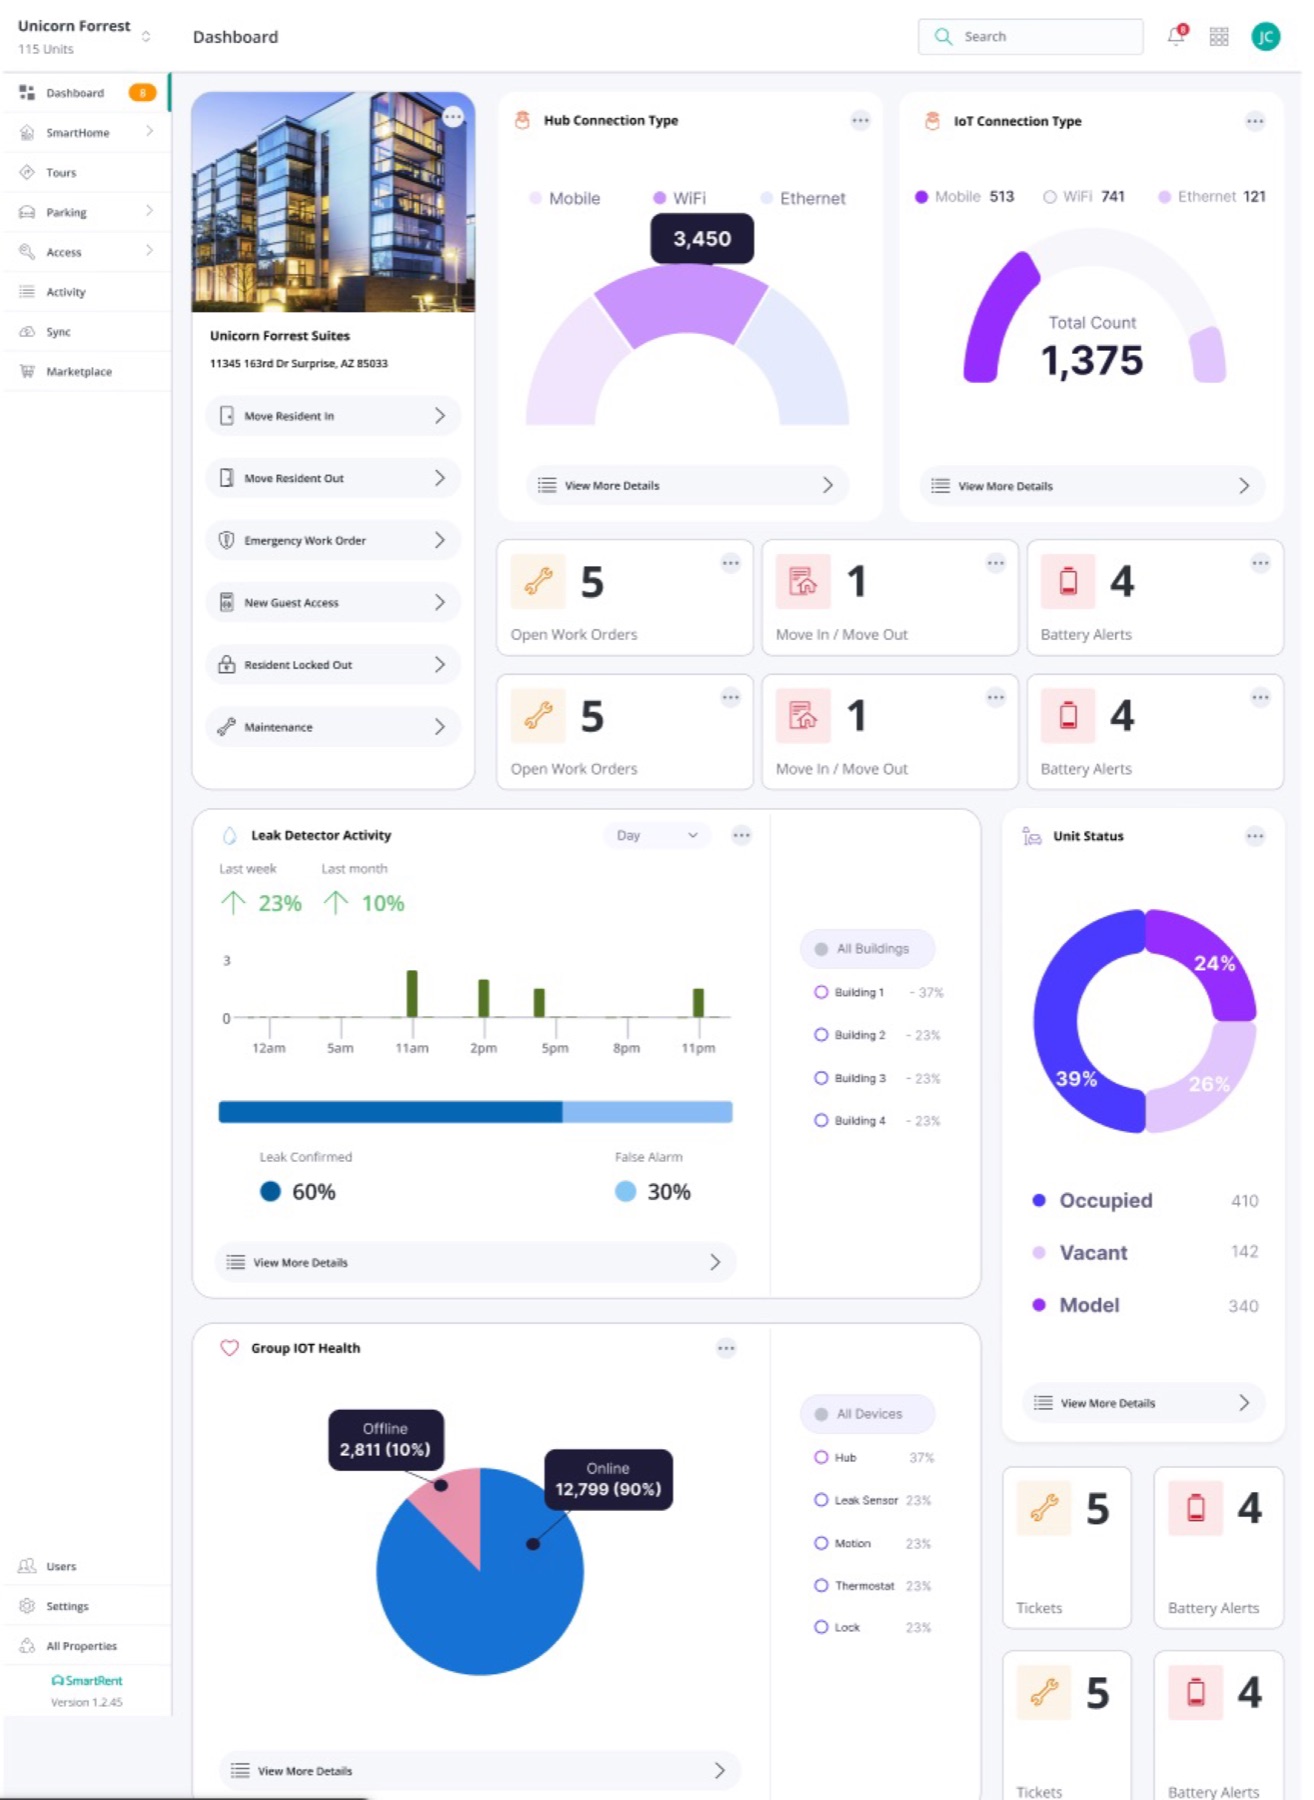 Unicorn Forrest
115 Units
Dashboard
Search
8
JC
Dashboard 8
SmartHome
Tours
Parking
Access
Activity
Sync
Marketplace
Users
Settings
All Properties
SmartRent
Version 1.2.45
Unicorn Forrest Suites
11345 163rd Dr Surprise, AZ 85033
Move Resident In
Move Resident Out
Emergency Work Order
New Guest Access
Resident Locked Out
Maintenance
Hub Connection Type
Mobile WiFi Ethernet
3,450
View More Details
IoT Connection Type
Mobile 513 WiFi 741 Ethernet 121
Total Count
1,375
View More Details
5
Open Work Orders
1
Move In / Move Out
4
Battery Alerts
5
Open Work Orders
1
Move In / Move Out
4
Battery Alerts
Leak Detector Activity
Day
Last week Last month
23% 10%
3
0
12am 5am 11am 2pm 5pm 8pm 11pm
Leak Confirmed False Alarm
60% 30%
View More Details
All Buildings
Building 1 - 37%
Building 2 - 23%
Building 3 - 23%
Building 4 - 23%
Unit Status
24%
39%
26%
Occupied 410
Vacant 142
Model 340
View More Details
Group IOT Health
Offline
2,811 (10%)
Online
12,799 (90%)
View More Details
All Devices
Hub 37%
Leak Sensor 23%
Motion 23%
Thermostat 23%
Lock 23%
5
Tickets
4
Battery Alerts
5
Tickets
4
Battery Alerts